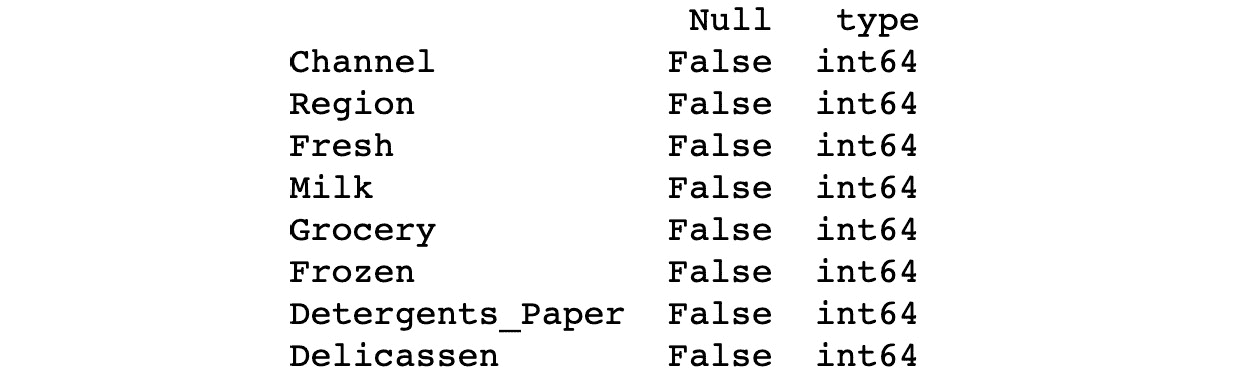 Null type
Channel False int64
Region False int64
Fresh False int64
Milk False int64
Grocery False int64
Frozen False int64
Detergents_Paper False int64
Delicassen False int64